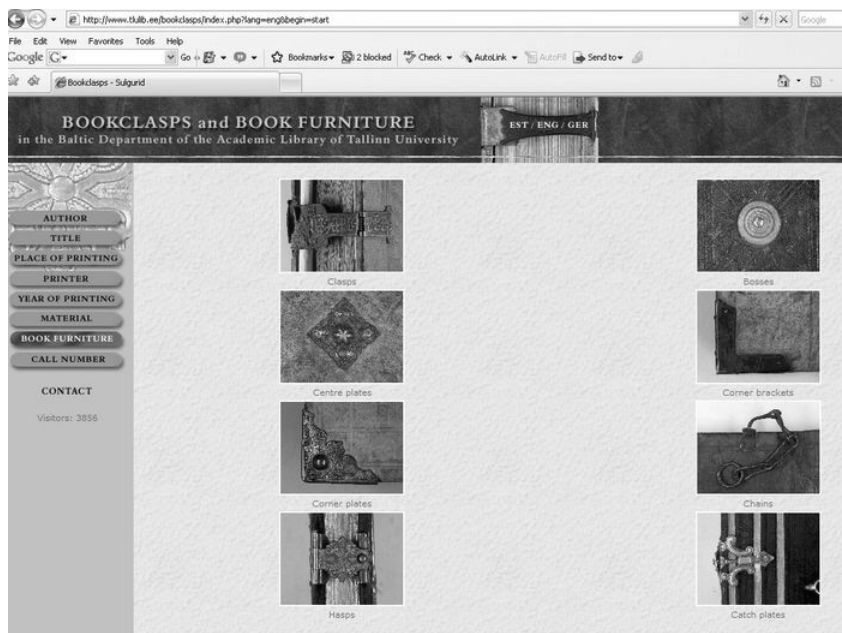 http://www.tlulib.ee/bookclasps/index.php?lang=eng&begin=start
Google
File Edit View Favorites Tools Help
Google G Go Bookmarks 2 blocked ABC Check AutoLink AutoFill Send to
Bookclasps - Sulgurid
BOOKCLASPS and BOOK FURNITURE
in the Baltic Department of the Academic Library of Tallinn University
EST / ENG / GER
AUTHOR
TITLE
PLACE OF PRINTING
PRINTER
YEAR OF PRINTING
MATERIAL
BOOK FURNITURE
CALL NUMBER
CONTACT
Visitors: 3856
Clasps
Bosses
Centre plates
Corner brackets
Corner plates
Chains
Hasps
Catch plates